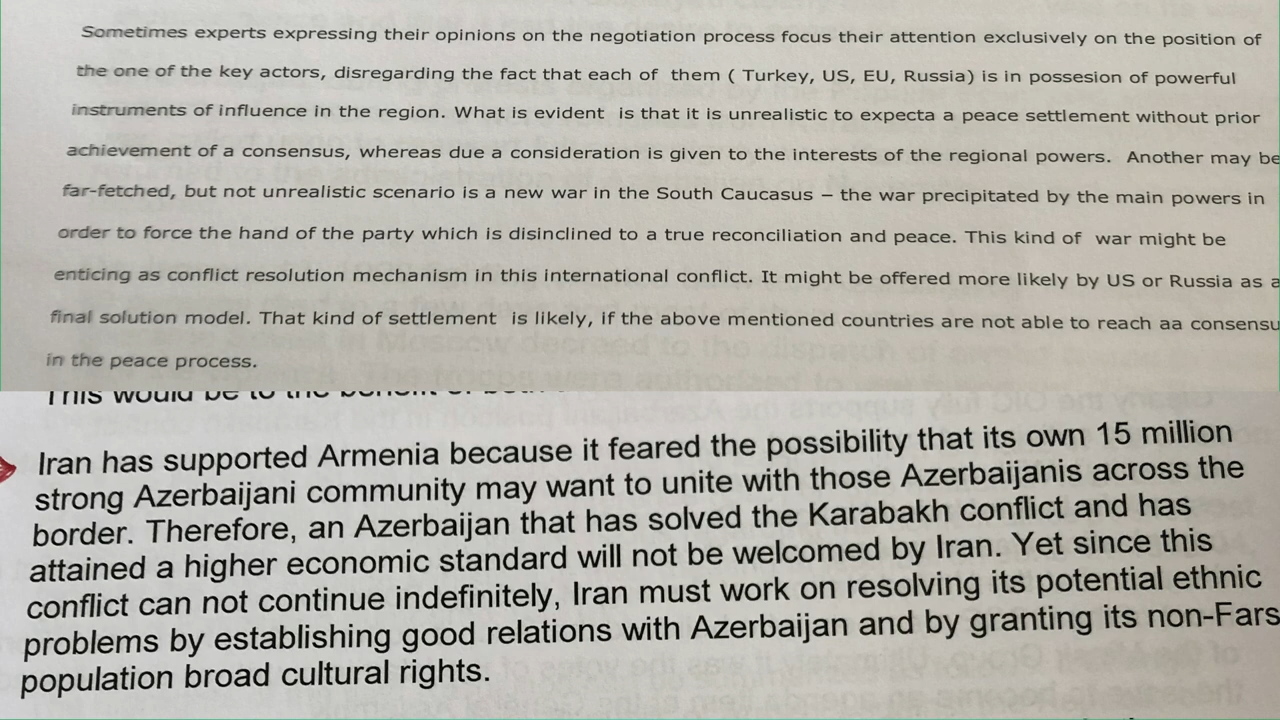 Sometimes experts expressing their opinions on the negotiation process focus their attention exclusively on the position of
the one of the key actors, disregarding the fact that each of them ( Turkey, US, EU, Russia) is in possesion of powerful
instruments of influence in the region. What is evident is that it is unrealistic to expecta a peace settlement without prior
achievement of a consensus, whereas due a consideration is given to the interests of the regional powers. Another may be
far-fetched, but not unrealistic scenario is a new war in the South Caucasus – the war precipitated by the main powers in
order to force the hand of the party which is disinclined to a true reconciliation and peace. This kind of war might be
enticing as conflict resolution mechanism in this international conflict. It might be offered more likely by US or Russia as a
final solution model. That kind of settlement is likely, if the above mentioned countries are not able to reach aa consensu
in the peace process.
This would be to the benefit of
Iran has supported Armenia because it feared the possibility that its own 15 million
strong Azerbaijani community may want to unite with those Azerbaijanis across the
border. Therefore, an Azerbaijan that has solved the Karabakh conflict and has
attained a higher economic standard will not be welcomed by Iran. Yet since this
conflict can not continue indefinitely, Iran must work on resolving its potential ethnic
problems by establishing good relations with Azerbaijan and by granting its non-Fars
population broad cultural rights.